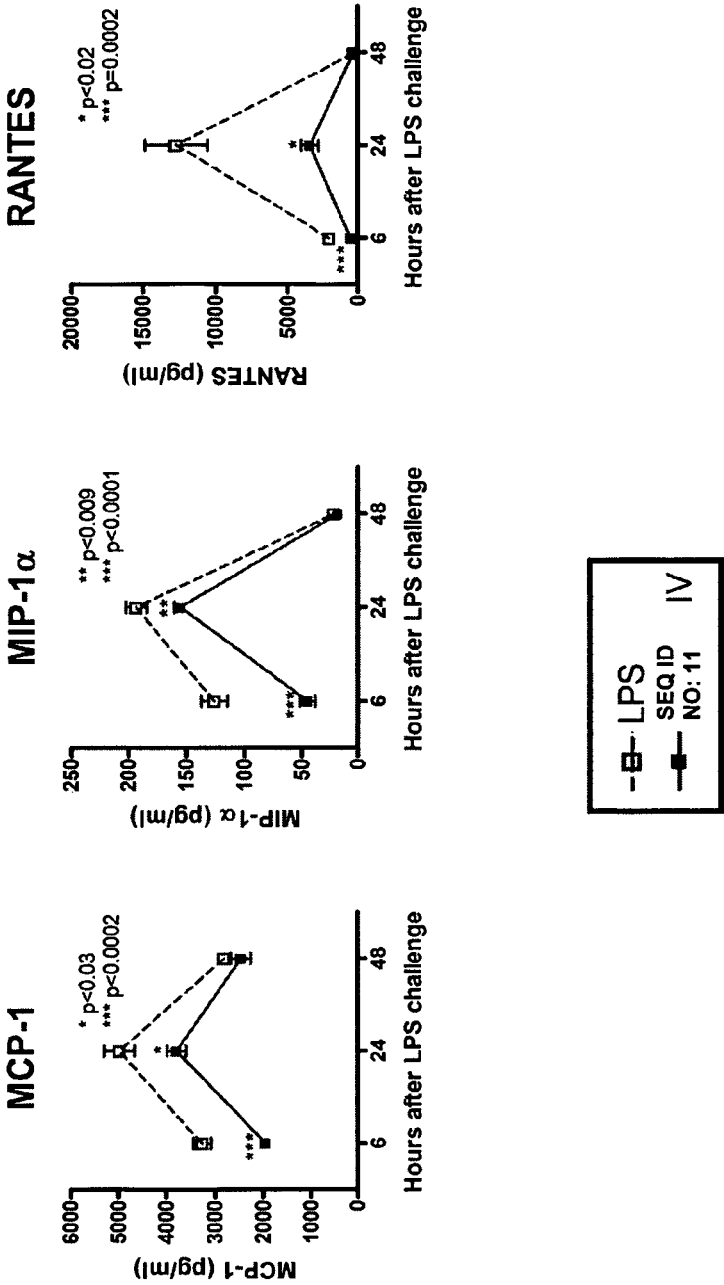 MCP-1
* p<0.03
*** p<0.0002
6000
5000
4000
3000
2000
1000
0
MCP-1 (pg/ml)
***
*
6
24
48
Hours after LPS challenge
MIP-1α
** p<0.009
*** p<0.0001
250
200
150
100
50
0
MIP-1α (pg/ml)
***
**
6
24
48
Hours after LPS challenge
RANTES
* p<0.02
*** p=0.0002
20000
15000
10000
5000
0
RANTES (pg/ml)
***
*
6
24
48
Hours after LPS challenge
LPS
SEQ ID
NO: 11
IV